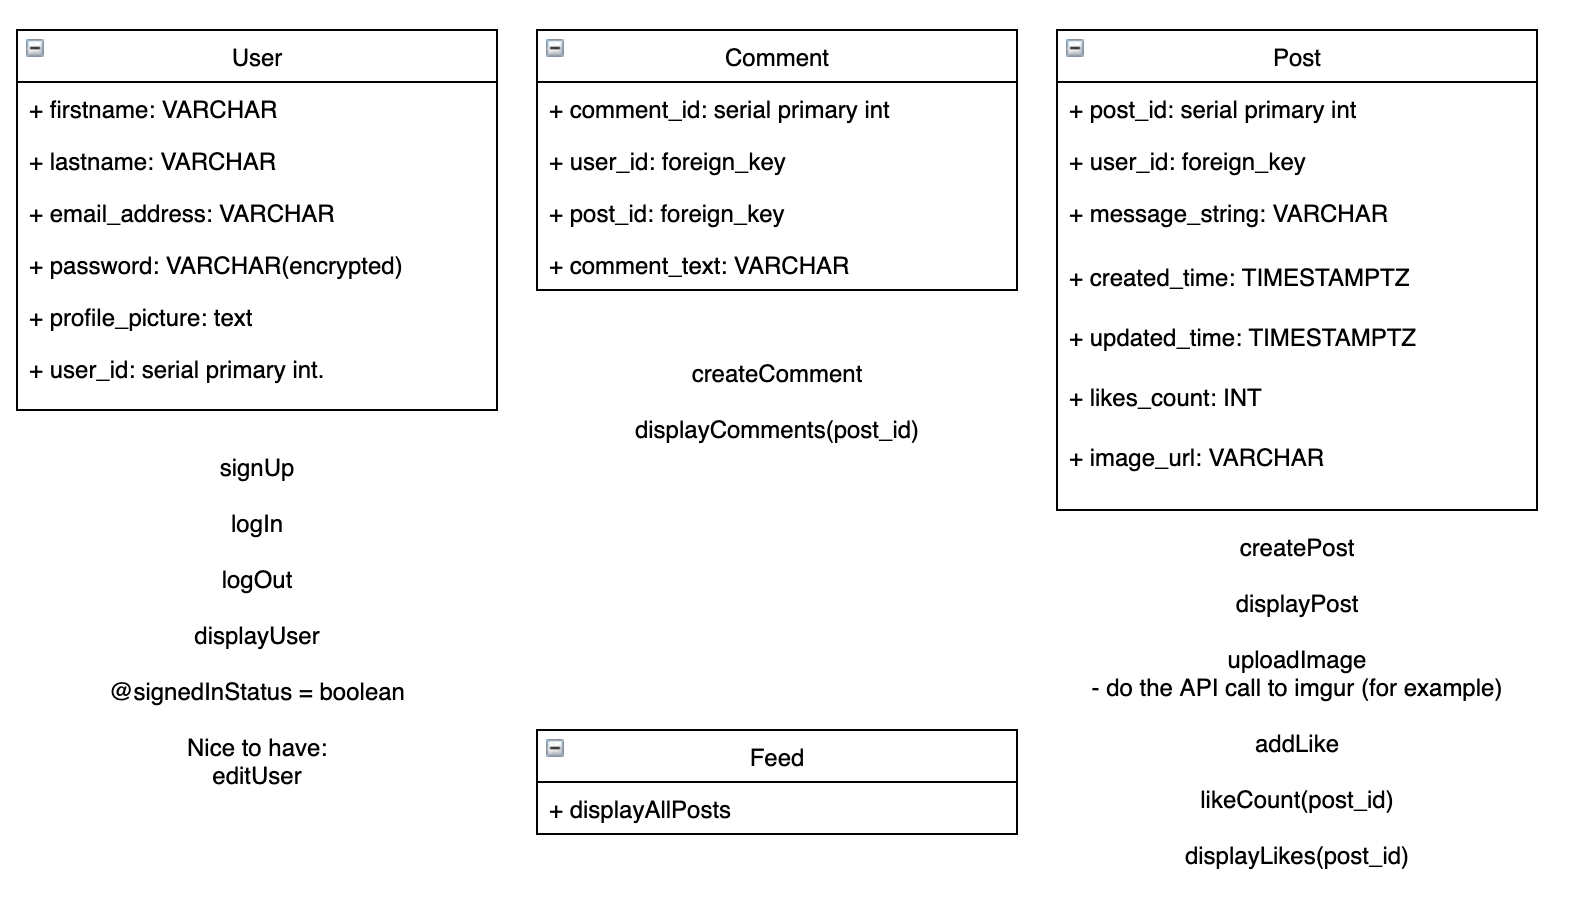 User
+ firstname: VARCHAR
+ lastname: VARCHAR
+ email_address: VARCHAR
+ password: VARCHAR(encrypted)
+ profile_picture: text
+ user_id: serial primary int.
signUp
logIn
logOut
displayUser
@signedInStatus = boolean
Nice to have:
editUser
Comment
+ comment_id: serial primary int
+ user_id: foreign_key
+ post_id: foreign_key
+ comment_text: VARCHAR
createComment
displayComments(post_id)
Feed
+ displayAllPosts
Post
+ post_id: serial primary int
+ user_id: foreign_key
+ message_string: VARCHAR
+ created_time: TIMESTAMPTZ
+ updated_time: TIMESTAMPTZ
+ likes_count: INT
+ image_url: VARCHAR
createPost
displayPost
uploadImage
- do the API call to imgur (for example)
addLike
likeCount(post_id)
displayLikes(post_id)